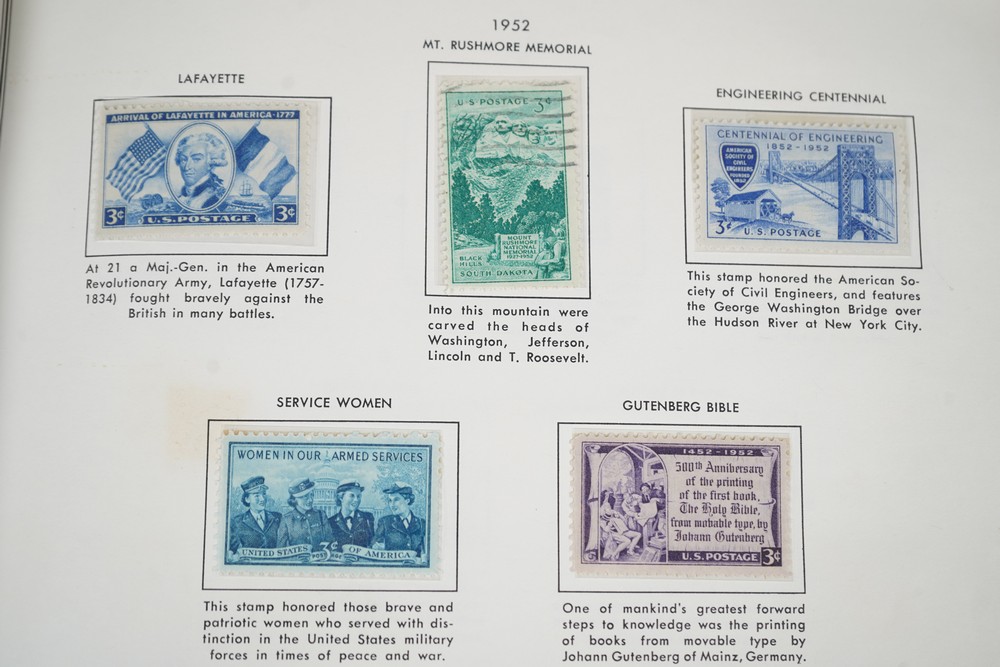 1952
MT. RUSHMORE MEMORIAL
LAFAYETTE
ENGINEERING CENTENNIAL
ARRIVAL OF LAFAYETTE IN AMERICA-1777
3¢ U.S. POSTAGE 3¢
At 21 a Maj.-Gen. in the American
Revolutionary Army, Lafayette (1757-
1834) fought bravely against the
British in many battles.
U.S. POSTAGE 3¢
MOUNT
RUSHMORE
NATIONAL
MEMORIAL
1927-1952
BLACK
HILLS
SOUTH DAKOTA
Into this mountain were
carved the heads of
Washington, Jefferson,
Lincoln and T. Roosevelt.
CENTENNIAL OF ENGINEERING
1852-1952
AMERICAN
SOCIETY OF
CIVIL
ENGINEERS
FOUNDED
1852
3¢ U.S. POSTAGE
This stamp honored the American So-
ciety of Civil Engineers, and features
the George Washington Bridge over
the Hudson River at New York City.
SERVICE WOMEN
WOMEN IN OUR ARMED SERVICES
3¢
UNITED STATES POSTAGE OF AMERICA
This stamp honored those brave and
patriotic women who served with dis-
tinction in the United States military
forces in times of peace and war.
GUTENBERG BIBLE
1452-1952
500th Anniversary
of the printing
of the first book,
The Holy Bible,
from movable type, by
Johann Gutenberg
U.S. POSTAGE 3¢
One of mankind's greatest forward
steps to knowledge was the printing
of books from movable type by
Johann Gutenberg of Mainz, Germany.